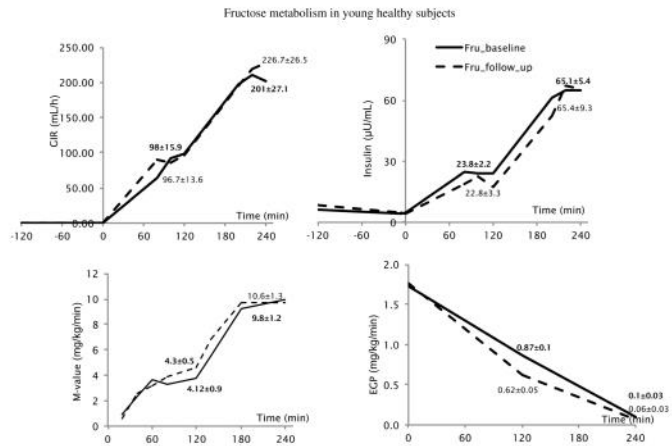 Fructose metabolism in young healthy subjects
250.00
200.00
150.00
100.00
50.00
0.00
GIR (mL/h)
226.7±26.5
201±27.1
98±15.9
96.7±13.6
Time (min)
-120 -60 0 60 120 180 240
90
60
30
0
Insulin (µU/mL)
Fru_baseline
Fru_follow_up
65.1±5.4
65.4±9.3
23.8±2.2
22.8±3.3
Time (min)
-120 -60 0 60 120 180 240
12
10
8
6
4
2
0
M-value (mg/kg/min)
10.6±1.3
9.8±1.2
4.3±0.5
4.12±0.9
Time (min)
0 60 120 180 240
2.0
1.5
1.0
0.5
0.0
EGP (mg/kg/min)
0.87±0.1
0.62±0.05
0.1±0.03
0.06±0.03
Time (min)
0 60 120 180 240